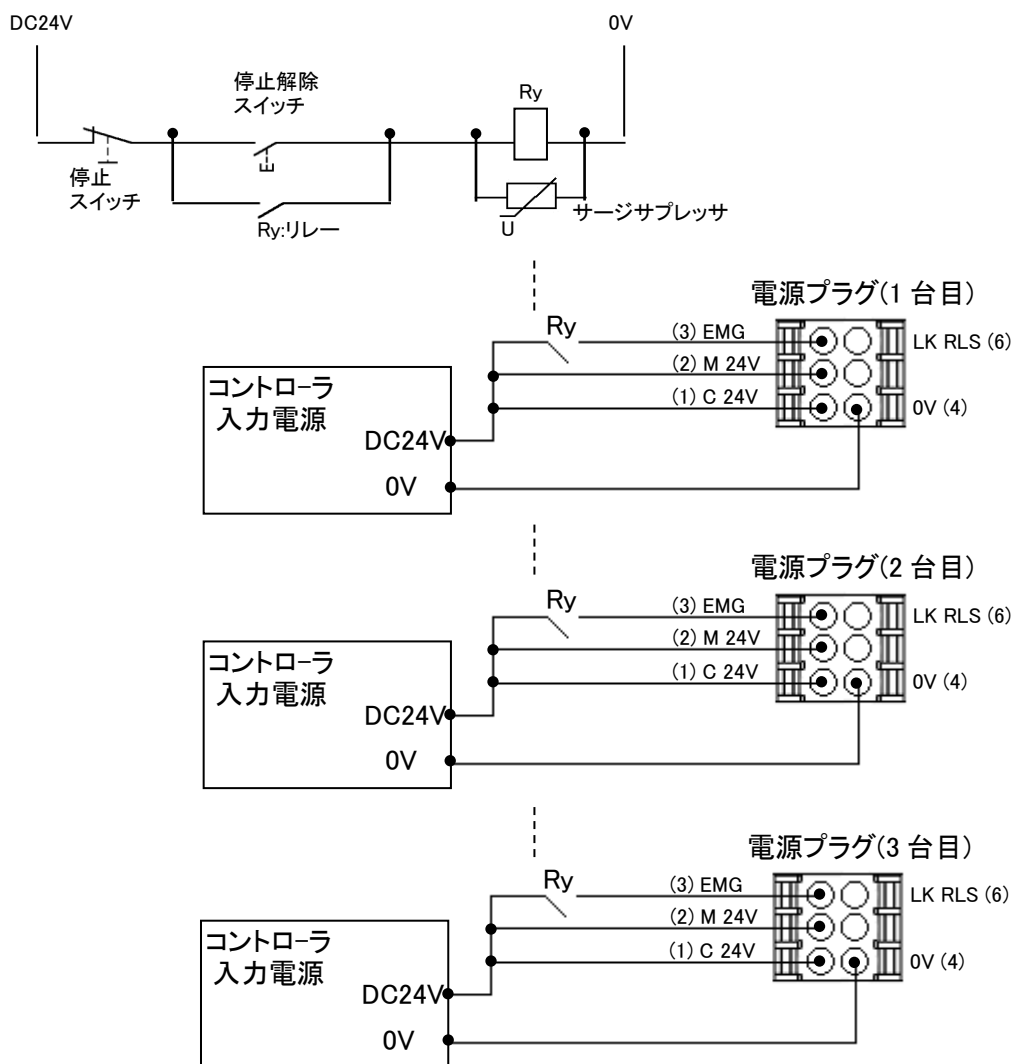 DC24V
0V
停止解除
スイッチ
Ry
停止
スイッチ
サージサプレッサ
U
Ry:リレー
電源プラグ(1 台目)
Ry
(3) EMG
LK RLS (6)
(2) M 24V
(1) C 24V
0V (4)
コントローラ
入力電源
DC24V
0V
電源プラグ(2 台目)
Ry
(3) EMG
LK RLS (6)
(2) M 24V
(1) C 24V
0V (4)
コントローラ
入力電源
DC24V
0V
電源プラグ(3 台目)
Ry
(3) EMG
LK RLS (6)
(2) M 24V
(1) C 24V
0V (4)
コントローラ
入力電源
DC24V
0V